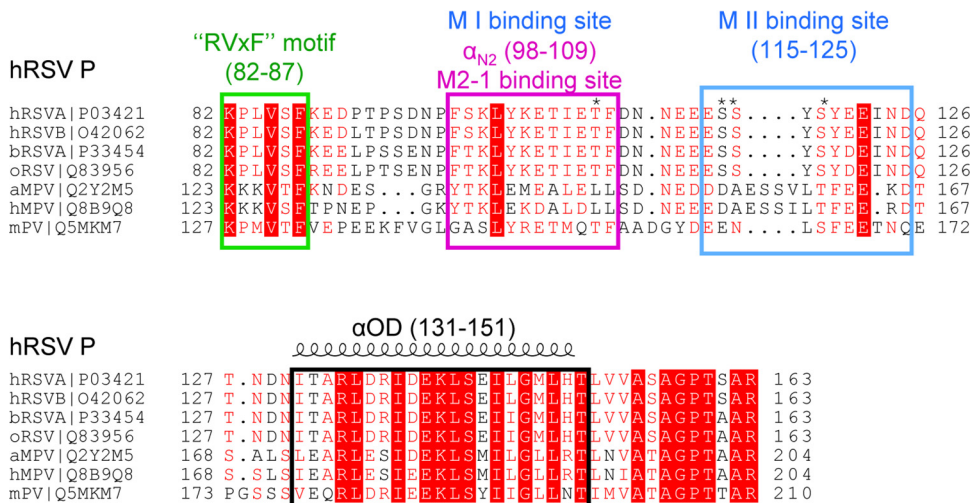 "RVxF" motif
(82-87)
M I binding site
αN2 (98-109)
M2-1 binding site
M II binding site
(115-125)
hRSV P
* ** *
hRSVA|P03421 82 KPLVSFKEDPTPSDNPFSKLYKETIETFDN.NEEESS....YSYEEINDQ 126
hRSVB|O42062 82 KPLVSFKEDLTPSDNPFSKLYKETIETFDN.NEEESS....YSYEEINDQ 126
bRSVA|P33454 82 KPLVSFKEELPSSENPFTKLYKETIETFDN.NEEESS....YSYDEINDQ 126
oRSV|Q83956 82 KPLVSFREELPSSENPFTKLYKETIETFDN.NEEESS....YSYDEINDQ 126
aMPV|Q2Y2M5 123 KKKVTFKNDES...GRYTKLEMEALELLSD.NEDDDAESSVLTFEE.KDT 167
hMPV|Q8B9Q8 123 KKKVSFTPNEP...GKYTKLEKDALDLLSD.NEEEDAESSILTFEE.RDT 167
mPV|Q5MKM7 127 KPMVTFVEPEEKFVGLGASLYRETMQTFAADGYDEEN....LSFEETNQE 172
αOD (131-151)
hRSV P
hRSVA|P03421 127 T.NDNITARLDRIDEKLSEILGMLHTLVVASAGPTSAR 163
hRSVB|O42062 127 T.NDNITARLDRIDEKLSEILGMLHTLVVASAGPTSAR 163
bRSVA|P33454 127 T.NDNITARLDRIDEKLSEIIGMLHTLVVASAGPTAAR 163
oRSV|Q83956 127 T.NDNITARLDRIDEKLSEIIGMLHTLVVASAGPTAAR 163
aMPV|Q2Y2M5 168 S.ALSLEARLESIEEKLSMILGLLRTLNVATAGPTAAR 204
hMPV|Q8B9Q8 168 S.SLSIEARLESIEEKLSMILGLLRTLNIATAGPTAAR 204
mPV|Q5MKM7 173 PGSSSVEQRLDRIEEKLSYIIGLLNTIMVATAGPTTAR 210